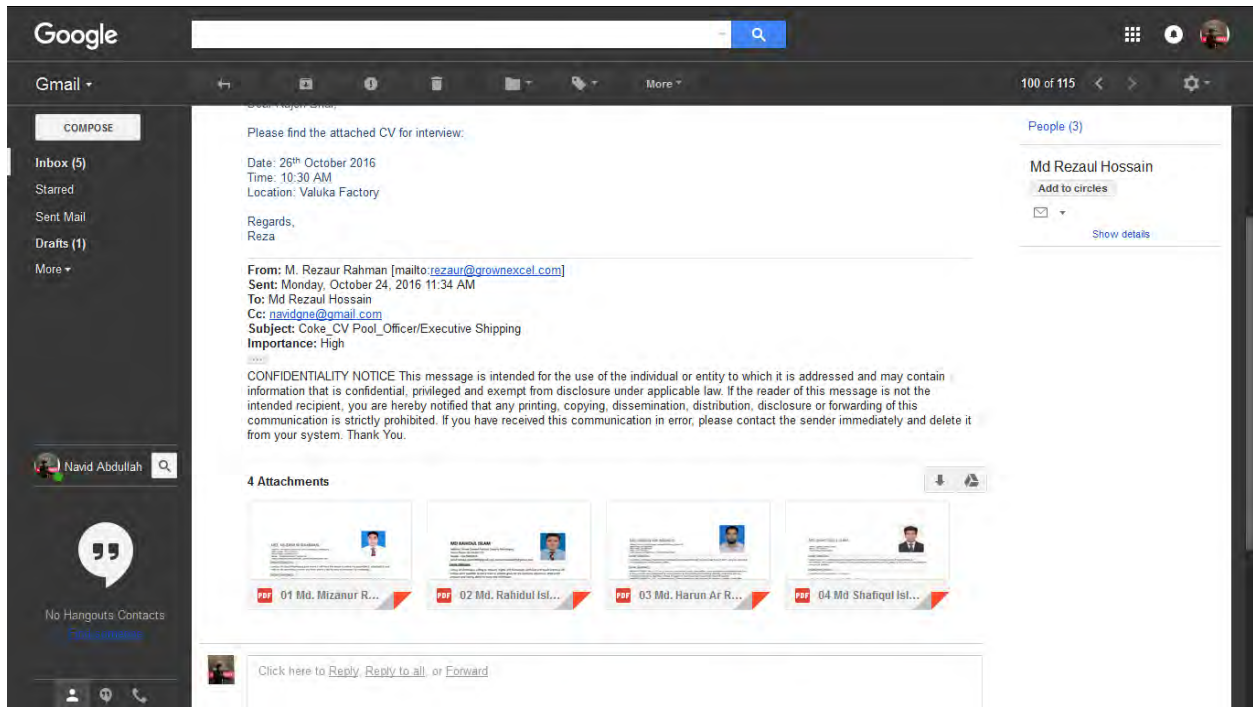 Google
Gmail
More
100 of 115
COMPOSE
Inbox (5)
Starred
Sent Mail
Drafts (1)
More
Please find the attached CV for interview:
Date: 26th October 2016
Time: 10:30 AM
Location: Valuka Factory
Regards,
Reza
From: M. Rezaur Rahman [mailto:rezaur@grownexcel.com]
Sent: Monday, October 24, 2016 11:34 AM
To: Md Rezaul Hossain
Cc: navidgne@gmail.com
Subject: Coke_CV Pool_Officer/Executive Shipping
Importance: High
CONFIDENTIALITY NOTICE This message is intended for the use of the individual or entity to which it is addressed and may contain
information that is confidential, privileged and exempt from disclosure under applicable law. If the reader of this message is not the
intended recipient, you are hereby notified that any printing, copying, dissemination, distribution, disclosure or forwarding of this
communication is strictly prohibited. If you have received this communication in error, please contact the sender immediately and delete it
from your system. Thank You.
People (3)
Md Rezaul Hossain
Add to circles
Show details
Navid Abdullah
No Hangouts Contacts
4 Attachments
MD RAHIDUL ISLAM
PDF 01 Md. Mizanur R...
PDF 02 Md. Rahidul Isl...
PDF 03 Md. Harun Ar R...
PDF 04 Md Shafiqul Isl...
Click here to Reply, Reply to all, or Forward